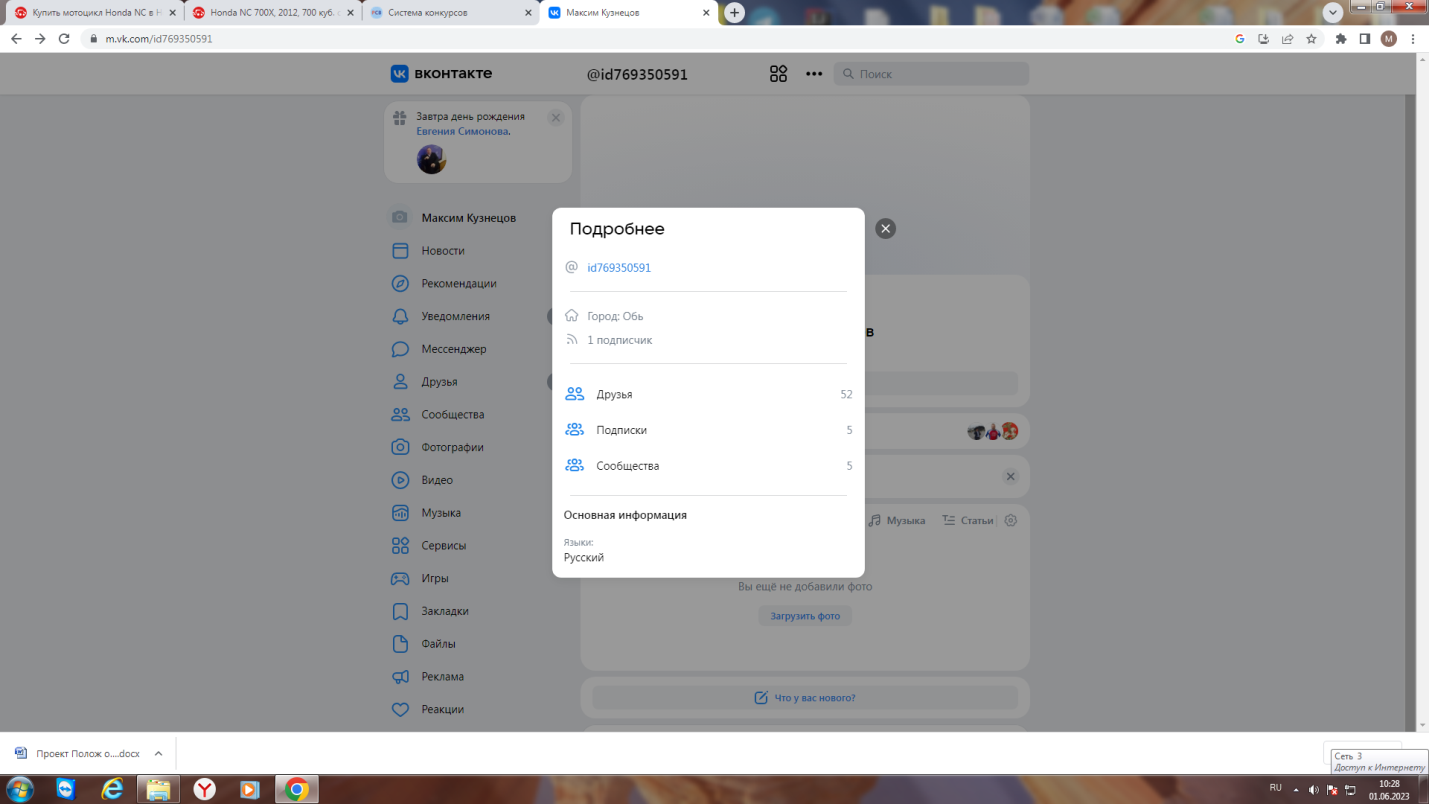 Купить мотоцикл Honda NC в Н
Honda NC 700X, 2012, 700 куб. с
Система конкурсов
Максим Кузнецов
m.vk.com/id769350591
M
вконтакте
@id769350591
Поиск
Завтра день рождения
Евгения Симонова.
Максим Кузнецов
Новости
Рекомендации
Уведомления
Мессенджер
Друзья
Сообщества
Фотографии
Видео
Музыка
Сервисы
Игры
Закладки
Файлы
Реклама
Реакции
Подробнее
id769350591
Город: Обь
1 подписчик
Друзья 52
Подписки 5
Сообщества 5
Основная информация
Языки:
Русский
в
Музыка
Статьи
Вы ещё не добавили фото
Загрузить фото
Что у вас нового?
Проект Полож о....docx
Сеть 3
Доступ к Интернету
RU
10:28
01.06.2023